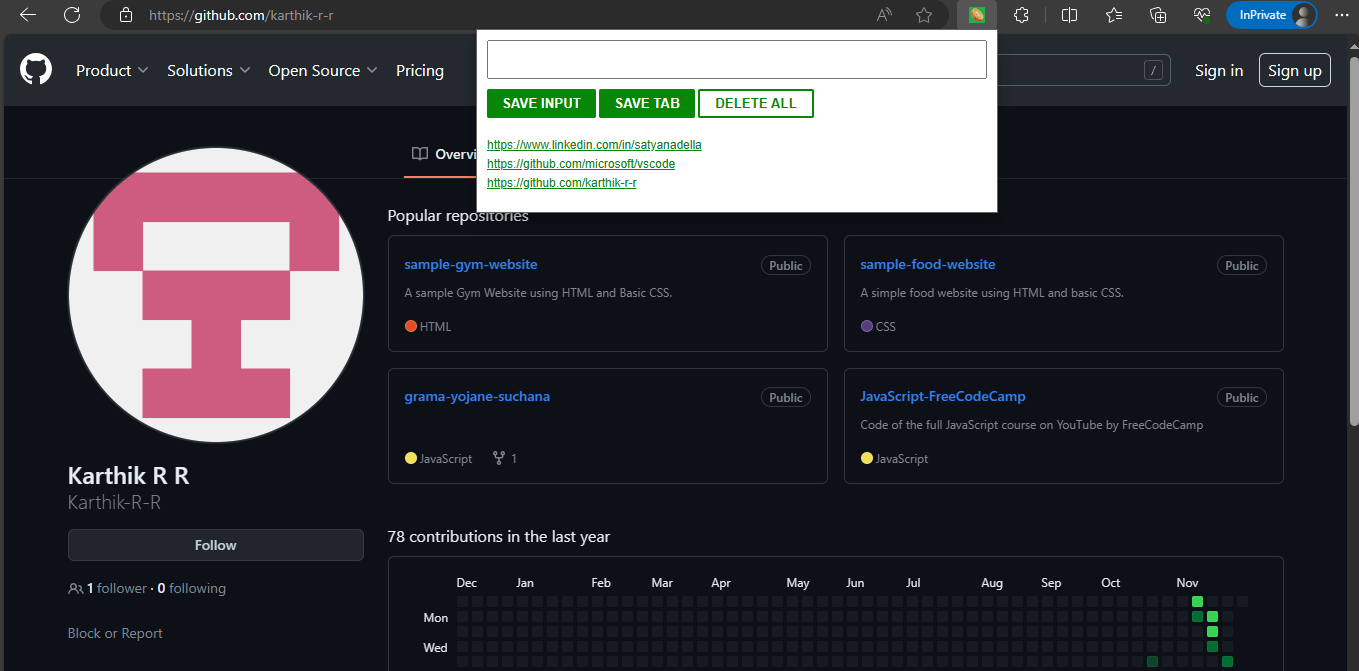 https://github.com/karthik-r-r
InPrivate
Product Solutions Open Source Pricing
/
Sign in Sign up
SAVE INPUT SAVE TAB DELETE ALL
https://www.linkedin.com/in/satyanadella
https://github.com/microsoft/vscode
https://github.com/karthik-r-r
Overvi
Popular repositories
sample-gym-website Public
A sample Gym Website using HTML and Basic CSS.
HTML
sample-food-website Public
A simple food website using HTML and basic CSS.
CSS
grama-yojane-suchana Public
JavaScript 1
JavaScript-FreeCodeCamp Public
Code of the full JavaScript course on YouTube by FreeCodeCamp
JavaScript
Karthik R R
Karthik-R-R
Follow
1 follower · 0 following
Block or Report
78 contributions in the last year
Dec Jan Feb Mar Apr May Jun Jul Aug Sep Oct Nov
Mon
Wed